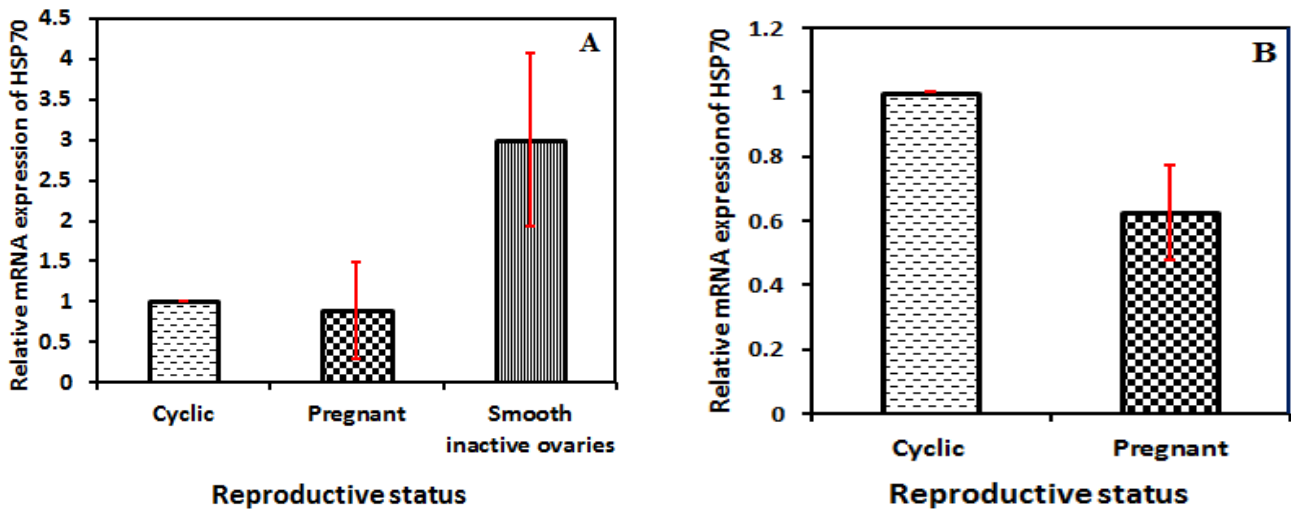 A
Relative mRNA expression of HSP70
4.5
4
3.5
3
2.5
2
1.5
1
0.5
0
Cyclic
Pregnant
Smooth
inactive ovaries
Reproductive status
B
Relative mRNA expressionof HSP70
1.2
1
0.8
0.6
0.4
0.2
0
Cyclic
Pregnant
Reproductive status